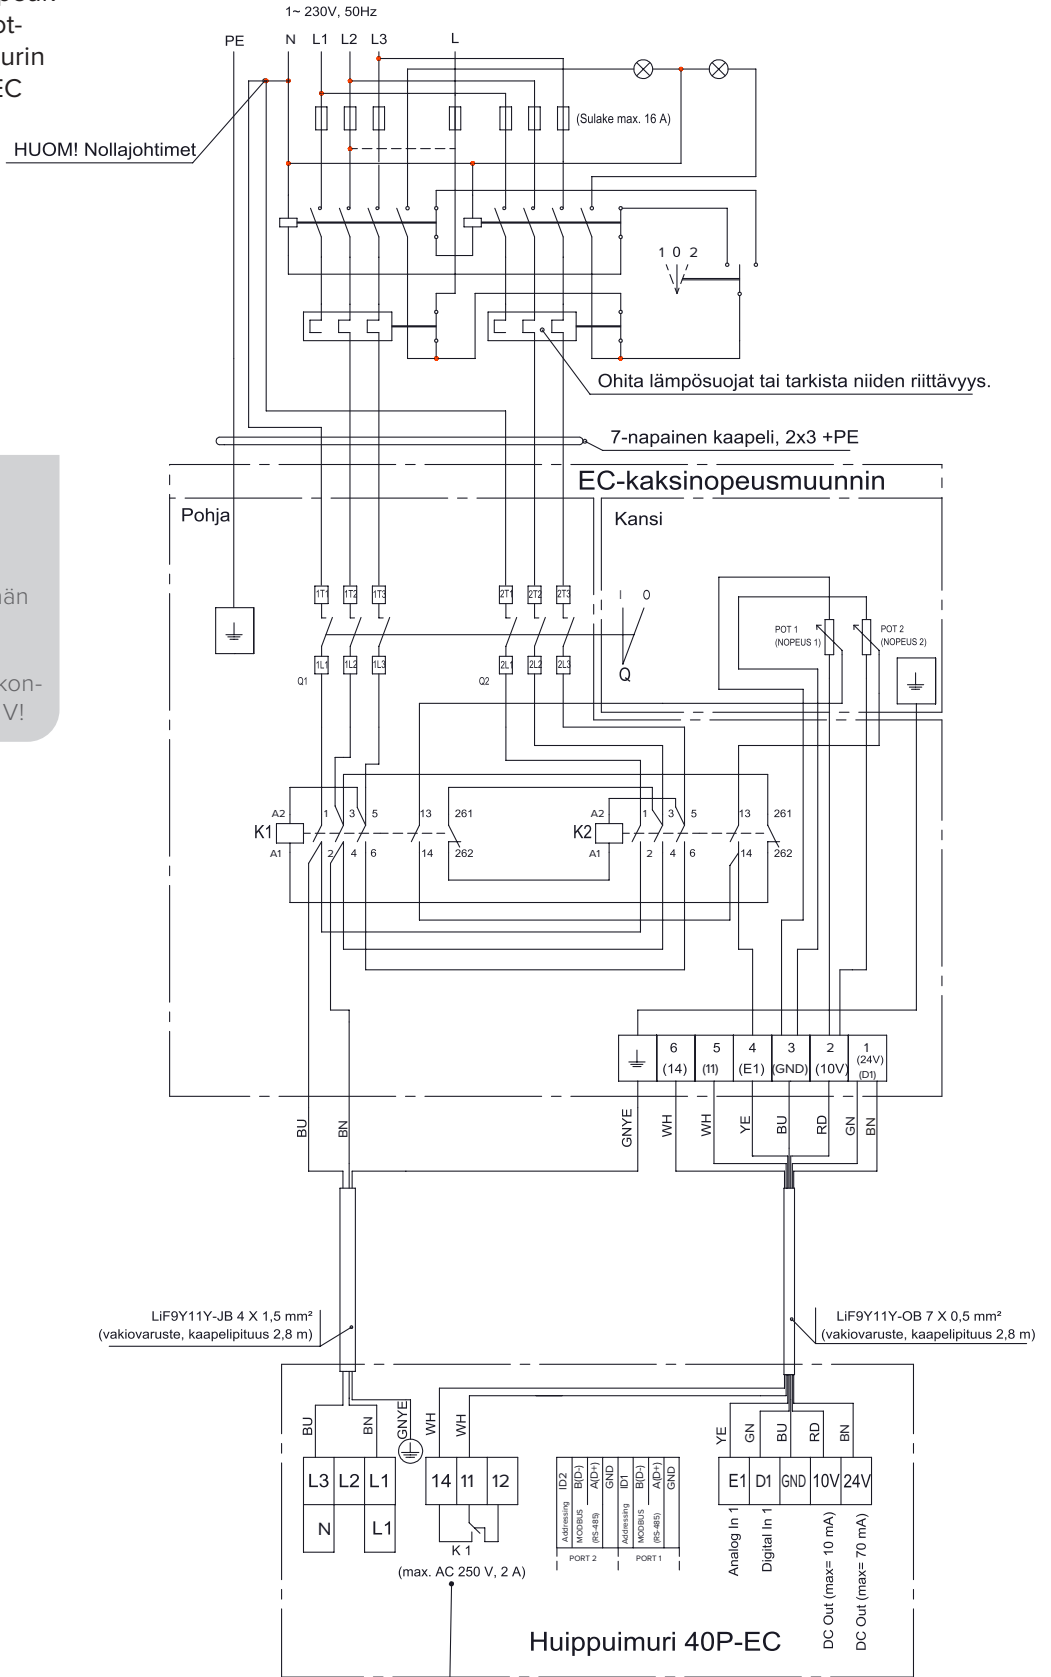 ot-
urin
EC
1~ 230V, 50Hz
PE N L1 L2 L3 L
(Sulake max. 16 A)
HUOM! Nollajohtimet
1 0 2
Ohita lämpösuojat tai tarkista niiden riittävyys.
7-napainen kaapeli, 2x3 +PE
EC-kaksinopeusmuunnin
Pohja
Kansi
än
kon-
V!
1T1 1T2 1T3 2T1 2T2 2T3
I O
POT 1
(NOPEUS 1)
POT 2
(NOPEUS 2)
1L1 1L2 1L3 2L1 2L2 2L3
Q1 Q2 Q
A2 1 3 5 13 261 A2 1 3 5 13 261
K1 K2
A1 2 4 6 14 262 A1 2 4 6 14 262
6 5 4 3 2 1
(14) (11) (E1) (GND) (10V) (24V)
(D1)
BU BN GNYE WH WH YE BU RD GN BN
LiF9Y11Y-JB 4 X 1,5 mm²
(vakiovaruste, kaapelipituus 2,8 m)
LiF9Y11Y-OB 7 X 0,5 mm²
(vakiovaruste, kaapelipituus 2,8 m)
BU BN GNYE WH WH YE GN BU RD BN
L3 L2 L1 14 11 12
N L1
K 1
(max. AC 250 V, 2 A)
Addressing ID2
MODBUS B(D-)
(RS-485) A(D+)
GND
Addressing ID1
MODBUS B(D-)
(RS-485) A(D+)
GND
PORT 2 PORT 1
E1 D1 GND 10V 24V
Analog In 1
Digital In 1
DC Out (max= 10 mA)
DC Out (max= 70 mA)
Huippuimuri 40P-EC